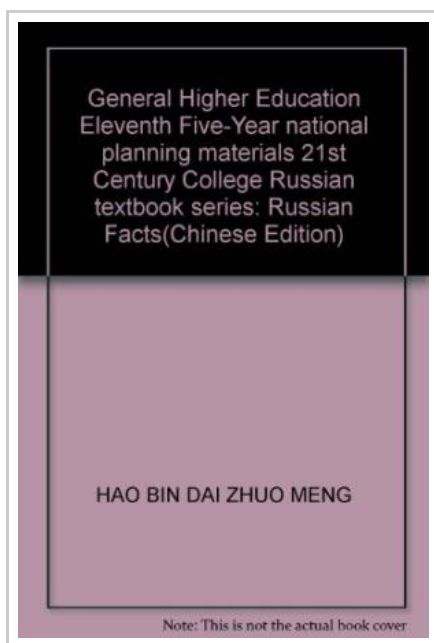 General Higher Education
Eleventh Five-Year national
planning materials 21st
Century College Russian
textbook series: Russian
Facts(Chinese Edition)
HAO BIN DAI ZHUO MENG
Note: This is not the actual book cover